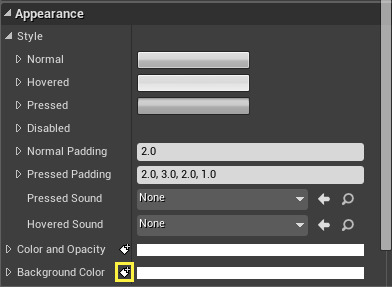 Appearance
Style
Normal
Hovered
Pressed
Disabled
Normal Padding 2.0
Pressed Padding 2.0, 3.0, 2.0, 1.0
Pressed Sound None
Hovered Sound None
Color and Opacity
Background Color